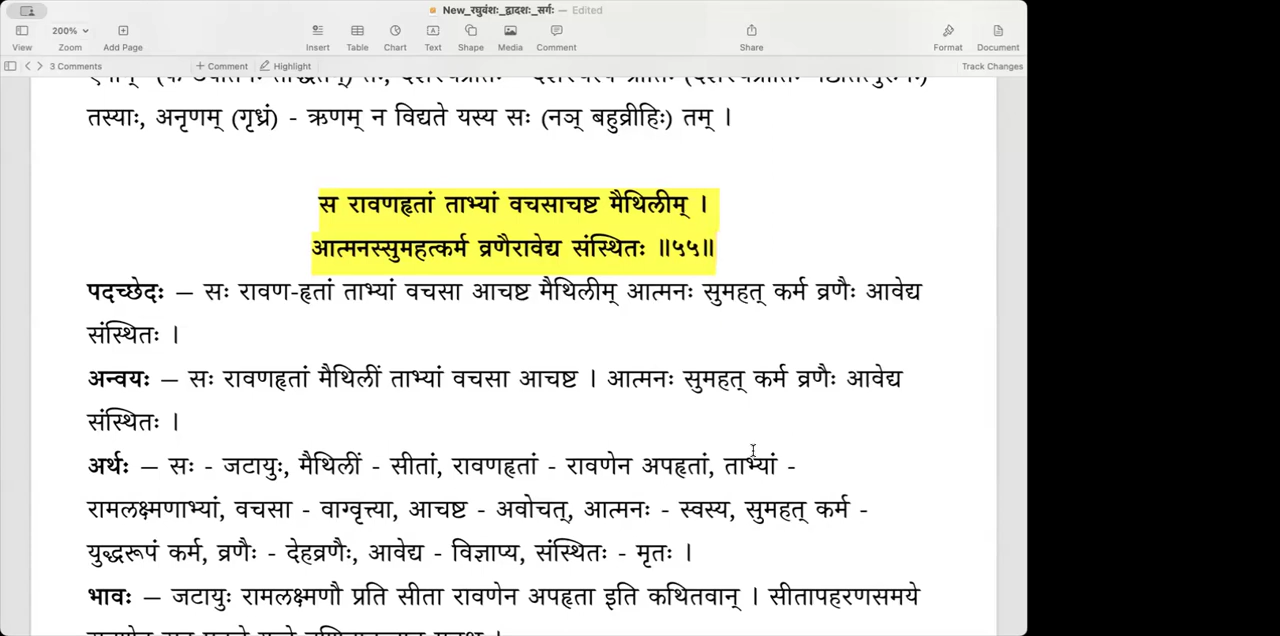 New_रघुवंशः_द्वादशः_सर्गः — Edited
200%
View Zoom Add Page Insert Table Chart Text Shape Media Comment Share Format Document
3 Comments + Comment Highlight Track Changes
तस्याः, अनृणम् (गृध्रं) - ऋणम् न विद्यते यस्य सः (नञ् बहुव्रीहिः) तम् ।
स रावणहृतां ताभ्यां वचसाचष्ट मैथिलीम् ।
आत्मनस्सुमहत्कर्म व्रणैरावेद्य संस्थितः ॥५५॥
पदच्छेदः — सः रावण-हृतां ताभ्यां वचसा आचष्ट मैथिलीम् आत्मनः सुमहत् कर्म व्रणैः आवेद्य
संस्थितः ।
अन्वयः — सः रावणहृतां मैथिलीं ताभ्यां वचसा आचष्ट । आत्मनः सुमहत् कर्म व्रणैः आवेद्य
संस्थितः ।
अर्थः — सः - जटायुः, मैथिलीं - सीतां, रावणहृतां - रावणेन अपहृतां, ताभ्यां -
रामलक्ष्मणाभ्यां, वचसा - वाग्वृत्त्या, आचष्ट - अवोचत्, आत्मनः - स्वस्य, सुमहत् कर्म -
युद्धरूपं कर्म, व्रणैः - देहव्रणैः, आवेद्य - विज्ञाप्य, संस्थितः - मृतः ।
भावः — जटायुः रामलक्ष्मणौ प्रति सीता रावणेन अपहृता इति कथितवान् । सीतापहरणसमये